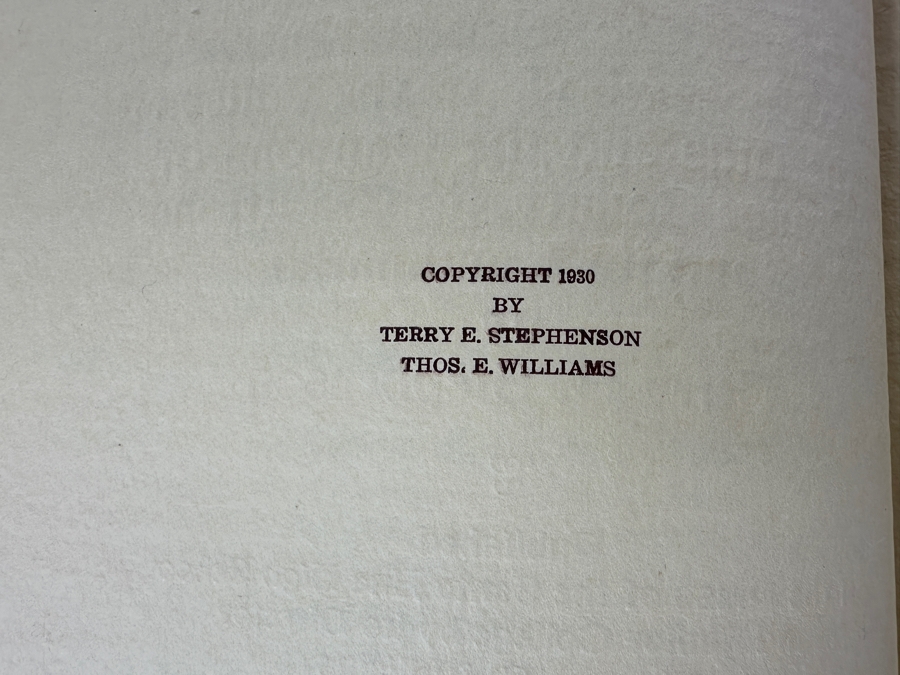 COPYRIGHT 1930
BY
TERRY E. STEPHENSON
THOS. E. WILLIAMS